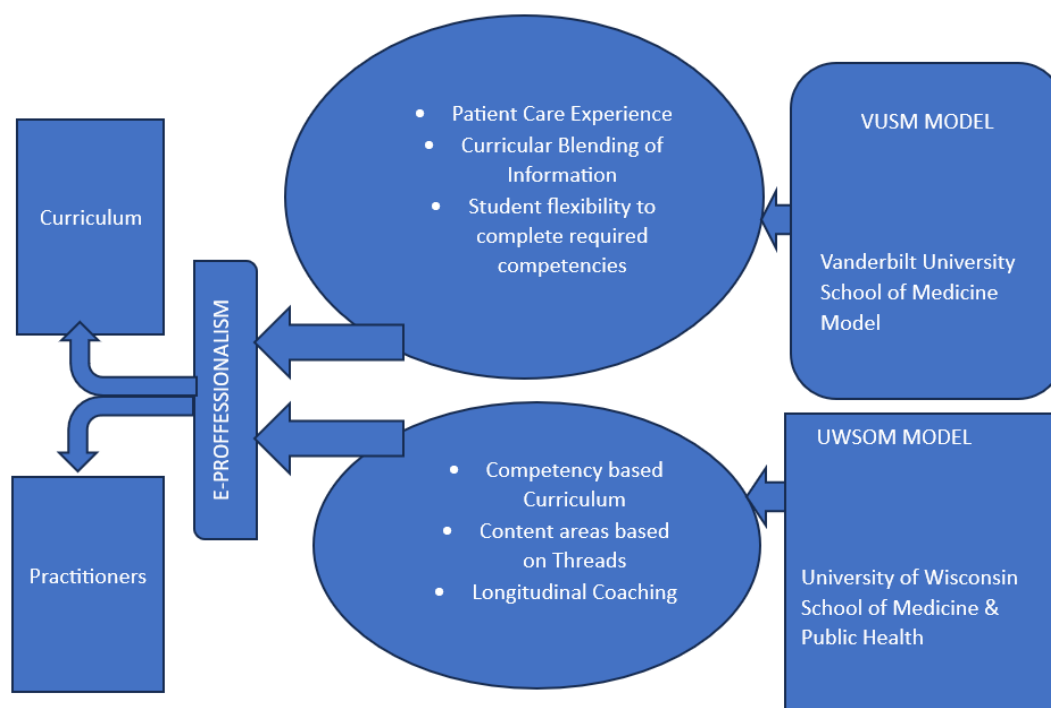 Curriculum
Practitioners
E-PROFFESSIONALISM
• Patient Care Experience
• Curricular Blending of
Information
• Student flexibility to
complete required
competencies
• Competency based
Curriculum
• Content areas based
on Threads
• Longitudinal Coaching
VUSM MODEL
Vanderbilt University
School of Medicine
Model
UWSOM MODEL
University of Wisconsin
School of Medicine &
Public Health